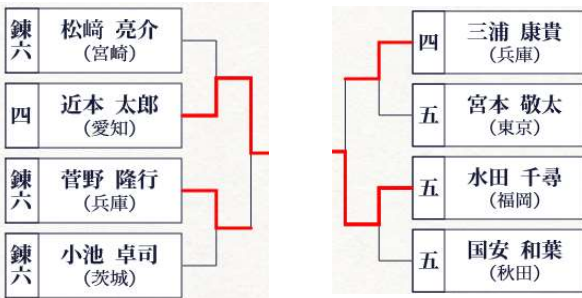 錬六
松﨑 亮介
(宮崎)
四
近本 太郎
(愛知)
錬六
菅野 隆行
(兵庫)
錬六
小池 卓司
(茨城)
四
三浦 康貴
(兵庫)
五
宮本 敬太
(東京)
五
水田 千尋
(福岡)
五
国安 和葉
(秋田)